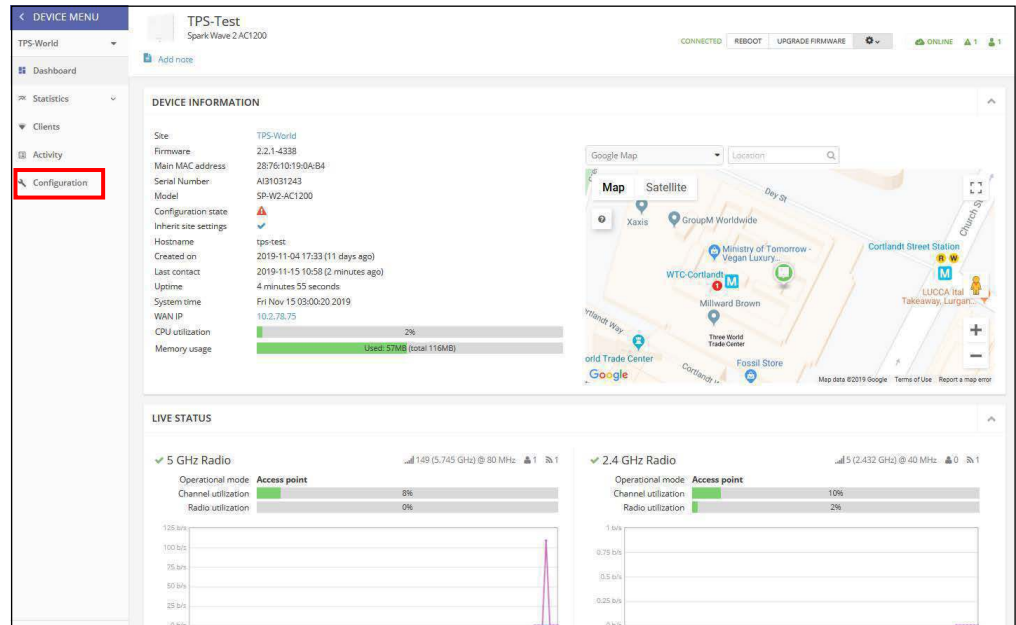 DEVICE MENU
TPS-World
Dashboard
Statistics
Clients
Activity
Configuration
TPS-Test
Spark Wave 2 AC1200
Add note
CONNECTED REBOOT UPGRADE FIRMWARE ONLINE 1 1
DEVICE INFORMATION
Site TPS-World
Firmware 2.2.1-4338
Main MAC address 28:76:10:19:0A:B4
Serial Number AI31031243
Model SP-W2-AC1200
Configuration state
Inherit site settings
Hostname tps-test
Created on 2019-11-04 17:33 (11 days ago)
Last contact 2019-11-15 10:58 (2 minutes ago)
Uptime 4 minutes 55 seconds
System time Fri Nov 15 03:00:20 2019
WAN IP 10.2.78.75
CPU utilization 2%
Memory usage Used: 57MB (total 116MB)
Google Map Location
Map Satellite
Dey St
Church St
Xaxis
GroupM Worldwide
Ministry of Tomorrow -
Vegan Luxury...
Cortlandt Street Station
R W
M
WTC-Cortlandt
M
1
LUCCA Ital
Takeaway, Lurgan...
Millward Brown
Three World
Trade Center
orld Trade Center
Fossil Store
Google
Map data ©2019 Google Terms of Use Report a map error
LIVE STATUS
5 GHz Radio 149 (5.745 GHz) @ 80 MHz 1 1
Operational mode Access point
Channel utilization 8%
Radio utilization 0%
125 b/s
100 b/s
75 b/s
50 b/s
25 b/s
0 b/s
2.4 GHz Radio 5 (2.432 GHz) @ 40 MHz 0 1
Operational mode Access point
Channel utilization 10%
Radio utilization 2%
1 b/s
0.75 b/s
0.5 b/s
0.25 b/s
0 b/s